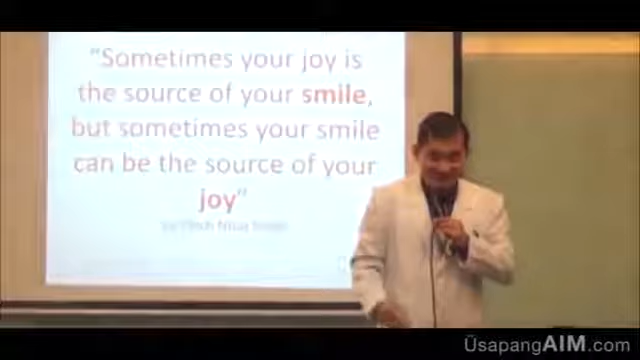 “Sometimes your joy is
the source of your smile,
but sometimes your smile
can be the source of your
joy”
ŪsapangAIM.com